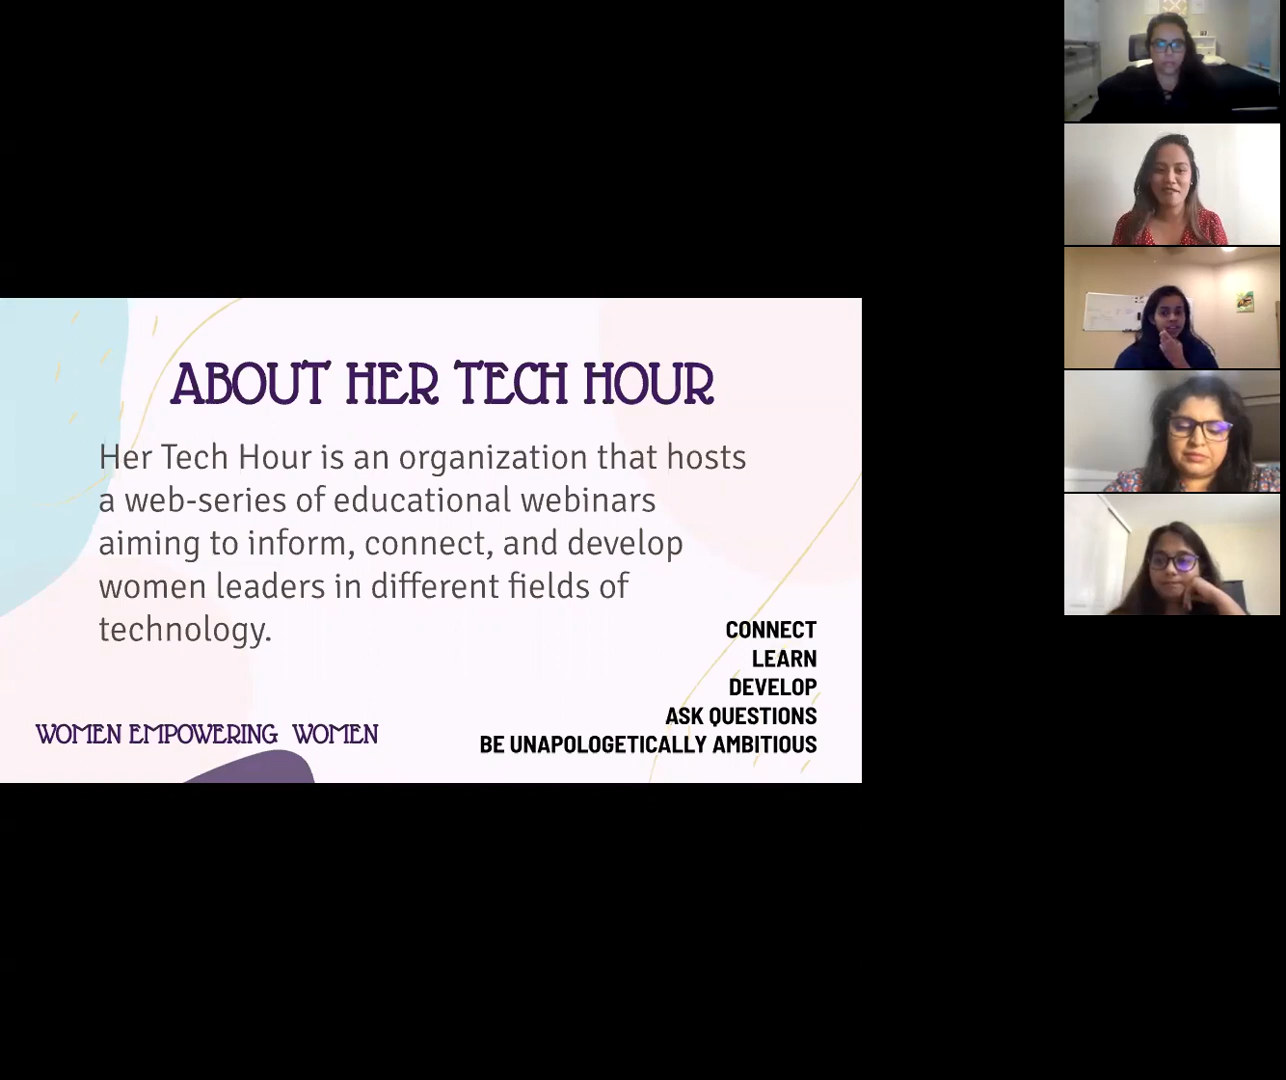 ABOUT HER TECH HOUR
Her Tech Hour is an organization that hosts
a web-series of educational webinars
aiming to inform, connect, and develop
women leaders in different fields of
technology.
CONNECT
LEARN
DEVELOP
ASK QUESTIONS
BE UNAPOLOGETICALLY AMBITIOUS
WOMEN EMPOWERING WOMEN